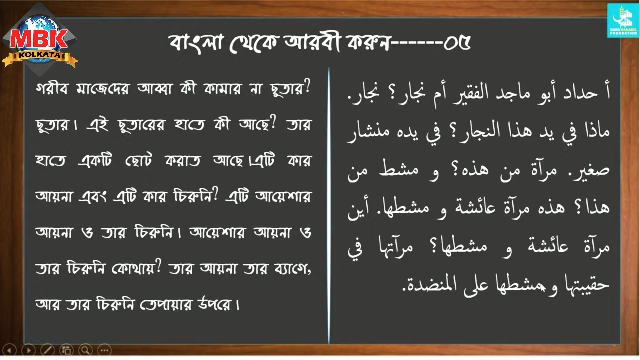 MBK
KOLKATA
বাংলা থেকে আরবী করুন------০৫
গরীব মাজেদের আব্বা কী কামার না ছুতার?
ছুতার। এই ছুতারের হাতে কী আছে? তার
হাতে একটি ছোট করাত আছে।এটি কার
আয়না এবং এটি কার চিরুনি? এটি আয়েশার
আয়না ও তার চিরুনি। আয়েশার আয়না ও
তার চিরুনি কোথায়? তার আয়না তার ব্যাগে,
আর তার চিরুনি তেপায়ার উপরে।
أ حداد أبو ماجد الفقير أم نجار؟ نجار.
ماذا في يد هذا النجار؟ في يده منشار
صغير. مرآة من هذه؟ و مشط من
هذا؟ هذه مرآة عائشة و مشطها. أين
مرآة عائشة و مشطها؟ مرآتها في
حقيبتها و مشطها على المنضدة.